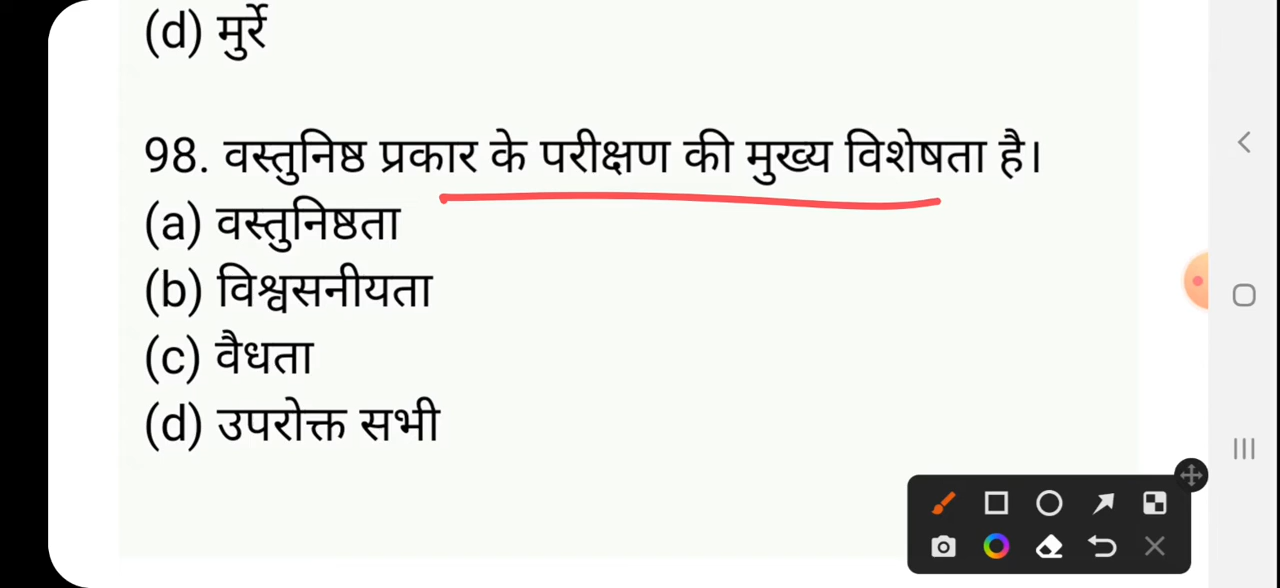 (d) मुर्रे
98. वस्तुनिष्ठ प्रकार के परीक्षण की मुख्य विशेषता है।
(a) वस्तुनिष्ठता
(b) विश्वसनीयता
(c) वैधता
(d) उपरोक्त सभी